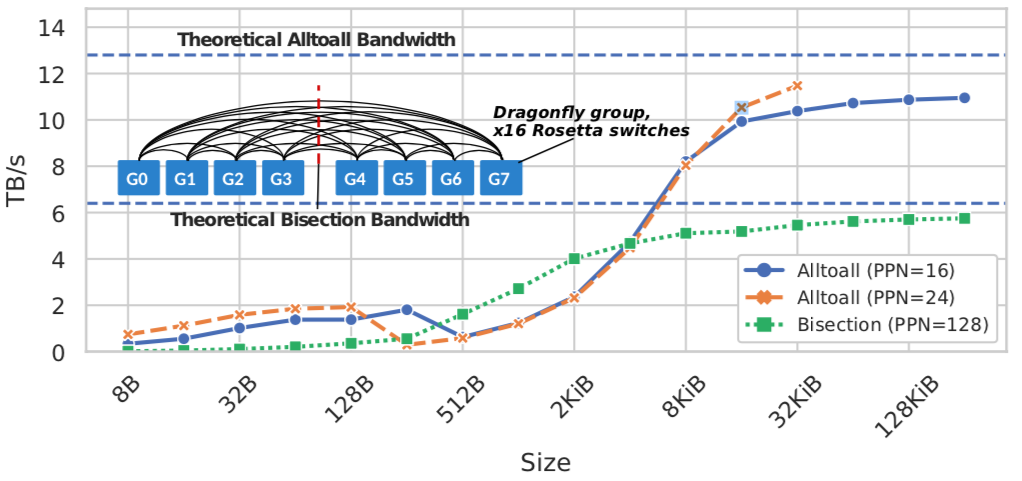 14
12
10
8
6
4
2
0
TB/s
Theoretical Alltoall Bandwidth
Dragonfly group,
x16 Rosetta switches
G0 G1 G2 G3 G4 G5 G6 G7
Theoretical Bisection Bandwidth
Alltoall (PPN=16)
Alltoall (PPN=24)
Bisection (PPN=128)
8B 32B 128B 512B 2KiB 8KiB 32KiB 128KiB
Size